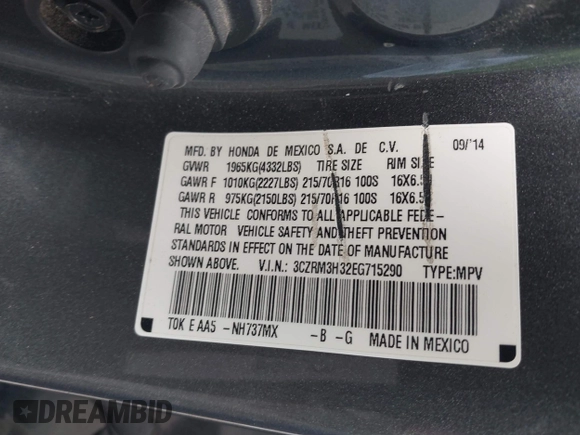 MFD. BY HONDA DE MEXICO S.A. DE C.V. 09/'14
GVWR 1965KG(4332LBS) TIRE SIZE RIM SIZE
GAWR F 1010KG(2227LBS) 215/70R16 100S 16X6.5J
GAWR R 975KG(2150LBS) 215/70R16 100S 16X6.5J
THIS VEHICLE CONFORMS TO ALL APPLICABLE FEDE-
RAL MOTOR VEHICLE SAFETY AND THEFT PREVENTION
STANDARDS IN EFFECT ON THE DATE OF MANUFACTURE
SHOWN ABOVE. V.I.N.: 3CZRM3H32EG715290 TYPE:MPV
T0K E AA5 -NH737MX -B -G MADE IN MEXICO
DREAMBID